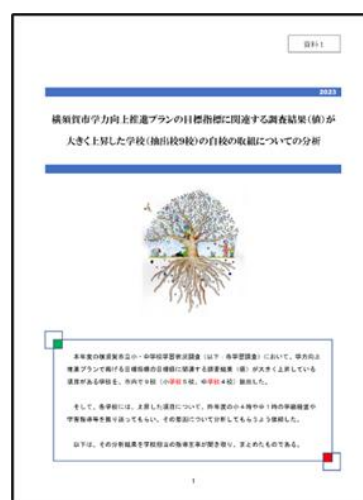 資料1
2023
横須賀市学力向上推進プランの目標指標に関連する調査結果(値)が
大きく上昇した学校(抽出校9校)の自校の取組についての分析
本年度の横須賀市立小・中学校学習状況調査(以下:各学習調査)において、学力向上
推進プランで掲げる目標指標の目標値に関連する調査結果(値)が大きく上昇している
項目がある学校を、市内で9校(小学校5校、中学校4校)抽出した。
そして、各学校には、上昇した項目について、昨年度の小4時や中1時の学級経営や
学習指導等を振り返ってもらい、その要因について分析してもらうよう依頼した。
以下は、その分析結果を学校担当の指導主事が聞き取り、まとめたものである。
1